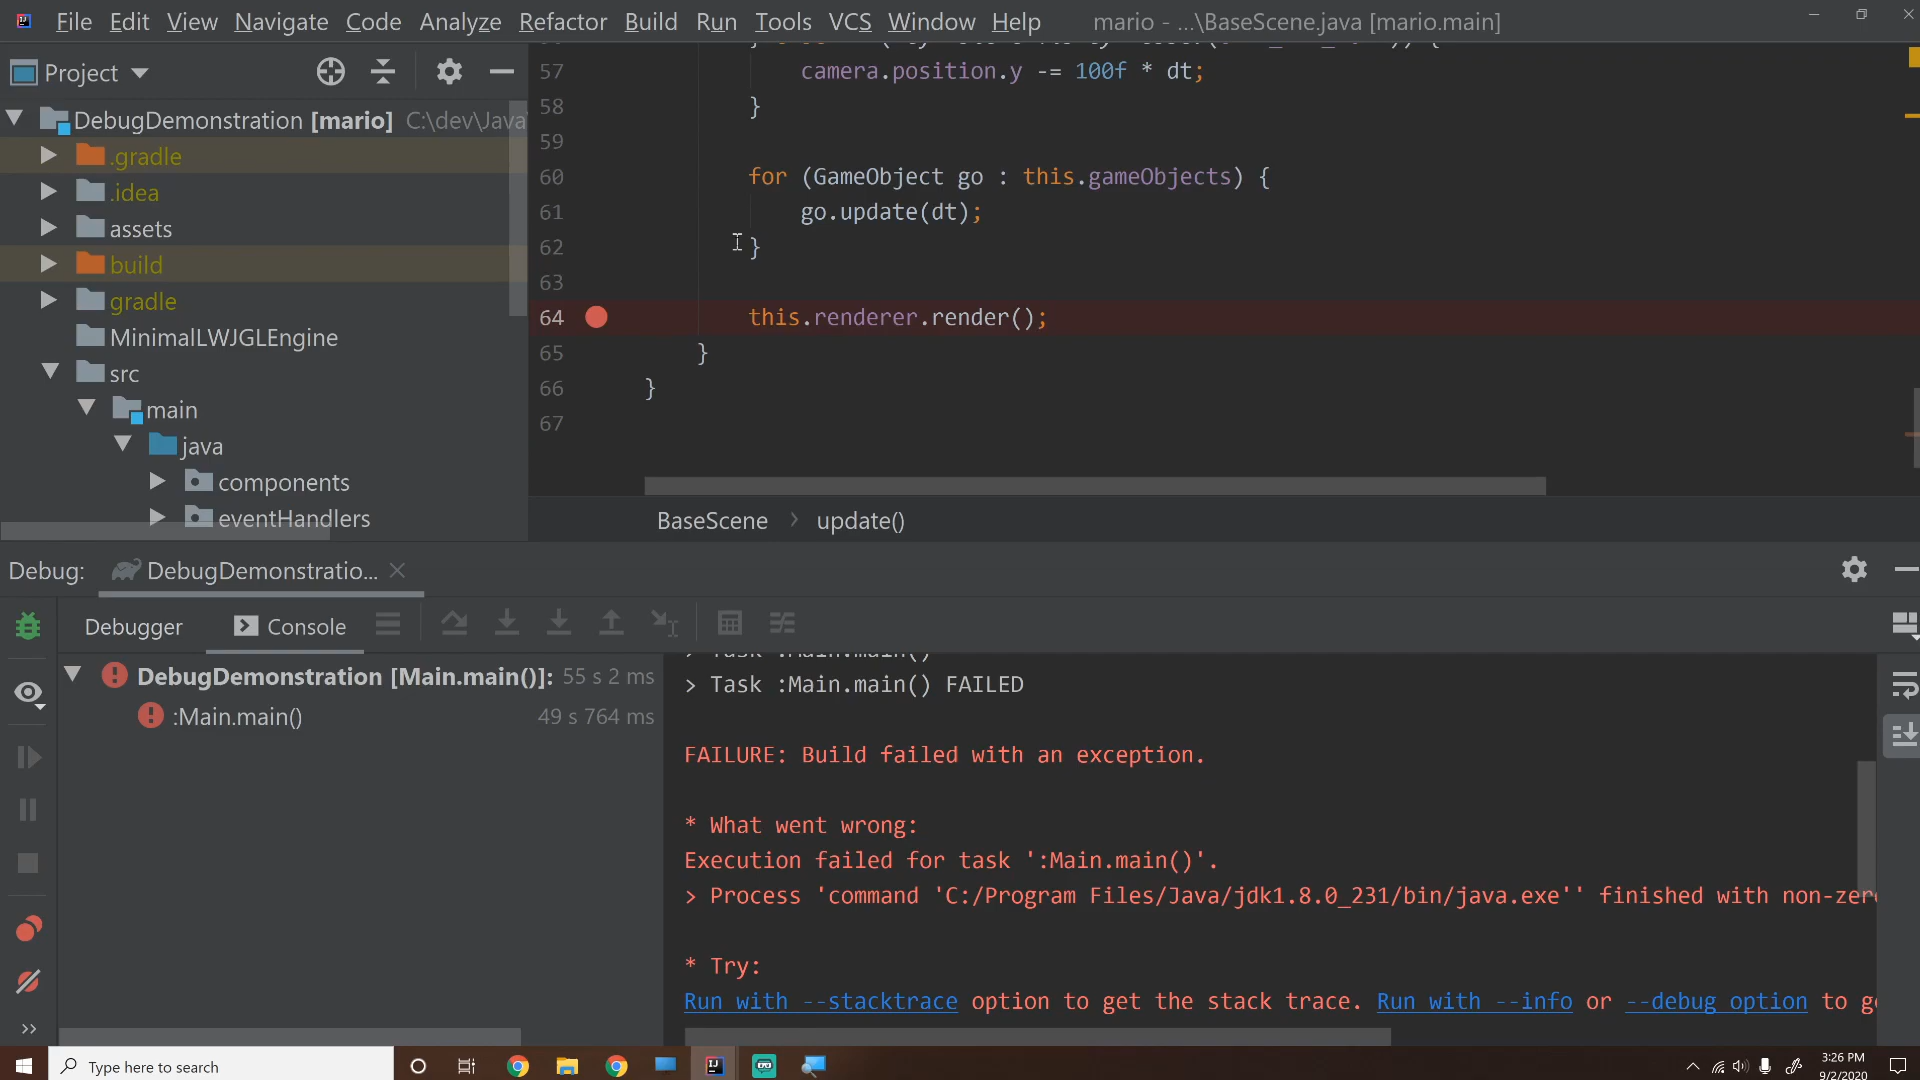 File Edit View Navigate Code Analyze Refactor Build Run Tools VCS Window Help mario - ...\BaseScene.java [mario.main]
Project
DebugDemonstration [mario] C:\dev\Java
.gradle
.idea
assets
build
gradle
MinimalLWJGLEngine
src
main
java
components
eventHandlers
57 camera.position.y -= 100f * dt;
58 }
59
60 for (GameObject go : this.gameObjects) {
61 go.update(dt);
62 }
63
64 this.renderer.render();
65 }
66 }
67
BaseScene > update()
Debug: DebugDemonstratio...
Debugger Console
DebugDemonstration [Main.main()]: 55 s 2 ms
:Main.main() 49 s 764 ms
> Task :Main.main()
> Task :Main.main() FAILED
FAILURE: Build failed with an exception.
* What went wrong:
Execution failed for task ':Main.main()'.
> Process 'command 'C:/Program Files/Java/jdk1.8.0_231/bin/java.exe'' finished with non-zer
* Try:
Run with --stacktrace option to get the stack trace. Run with --info or --debug option to g
Type here to search
3:26 PM
9/2/2020